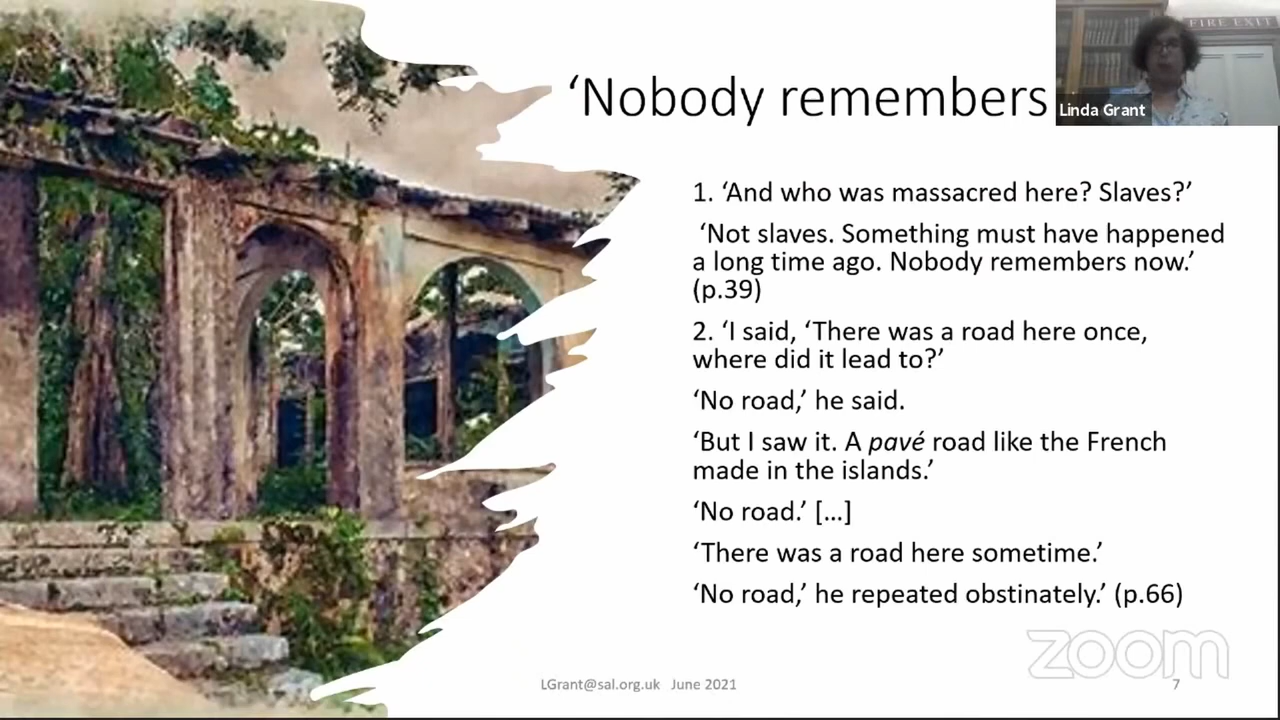 ‘Nobody remembers
FIRE EXIT
Linda Grant
1. ‘And who was massacred here? Slaves?’
‘Not slaves. Something must have happened
a long time ago. Nobody remembers now.’
(p.39)
2. ‘I said, ‘There was a road here once,
where did it lead to?’
‘No road,’ he said.
‘But I saw it. A pavé road like the French
made in the islands.’
‘No road.’ [...]
‘There was a road here sometime.’
‘No road,’ he repeated obstinately.’ (p.66)
zoom
LGrant@sal.org.uk June 2021
7